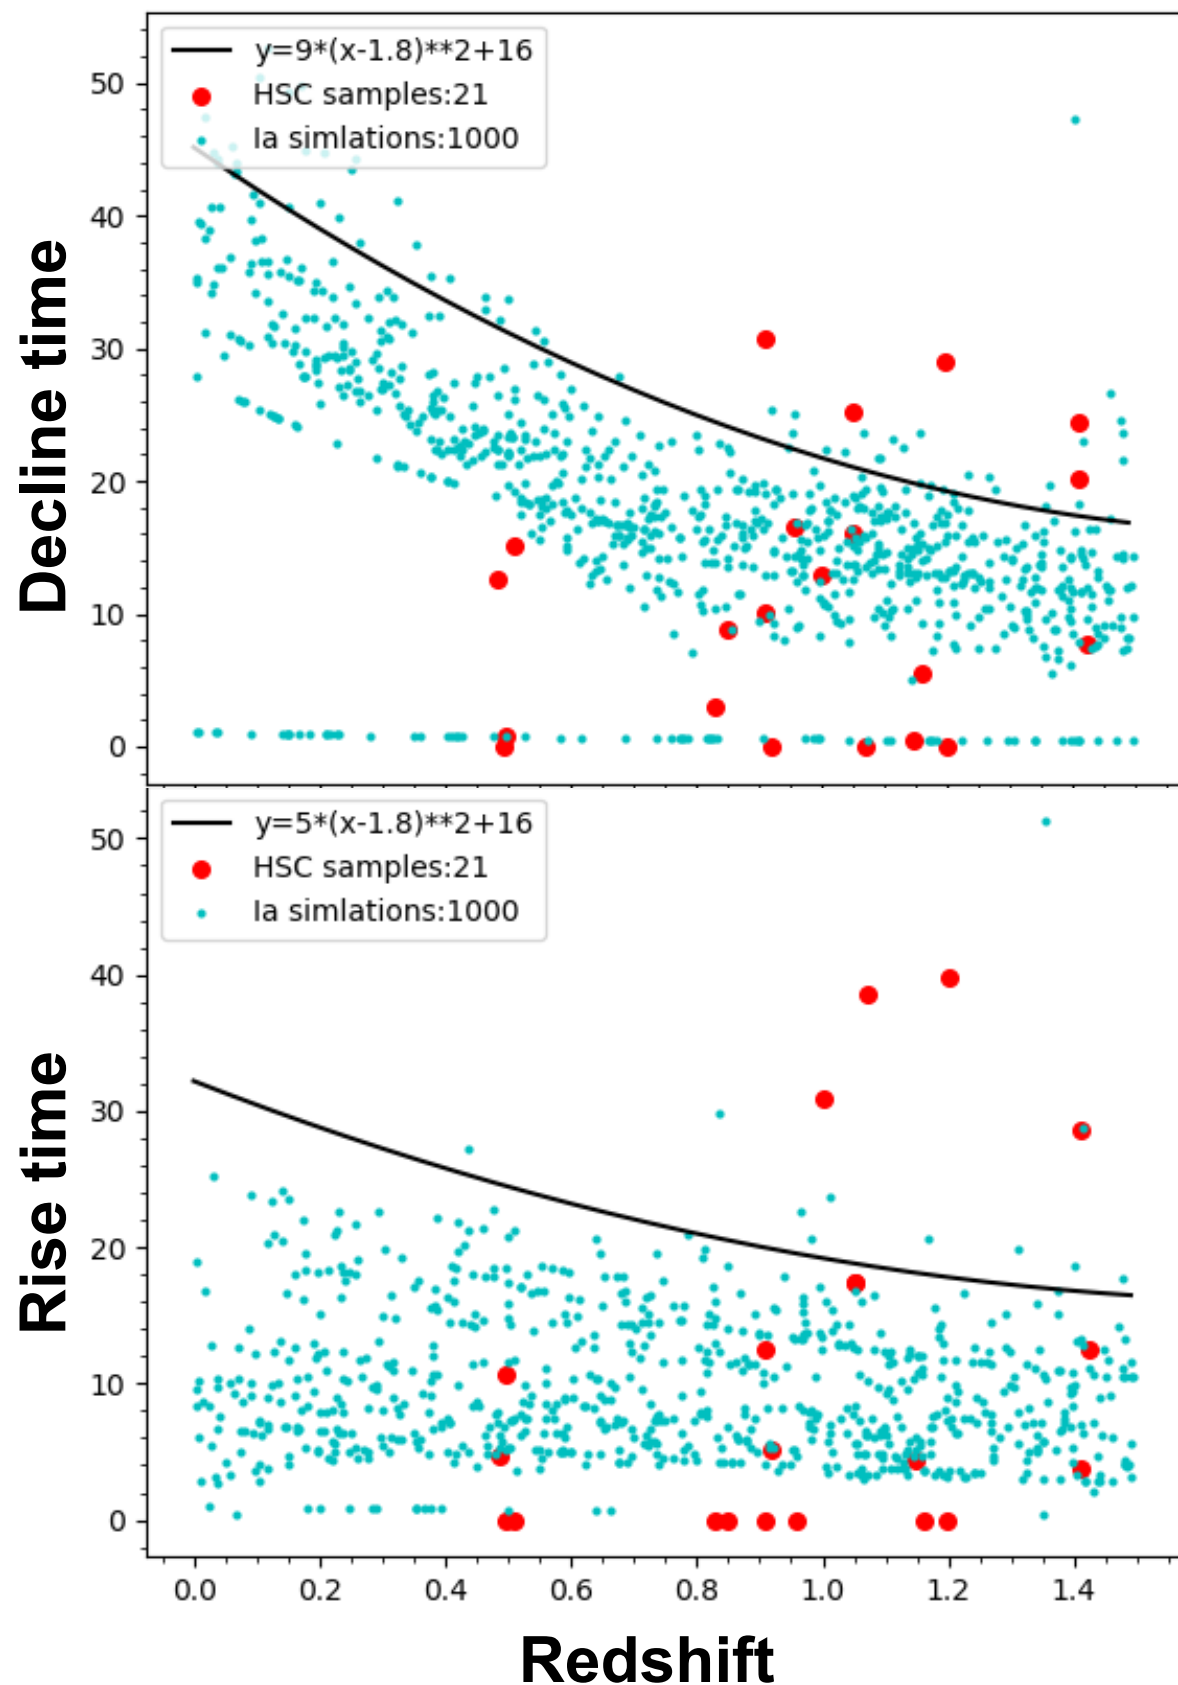 y=9*(x-1.8)**2+16
HSC samples:21
Ia simlations:1000
50
40
30
20
10
0
Decline time
y=5*(x-1.8)**2+16
HSC samples:21
Ia simlations:1000
50
40
30
20
10
0
Rise time
0.0 0.2 0.4 0.6 0.8 1.0 1.2 1.4
Redshift